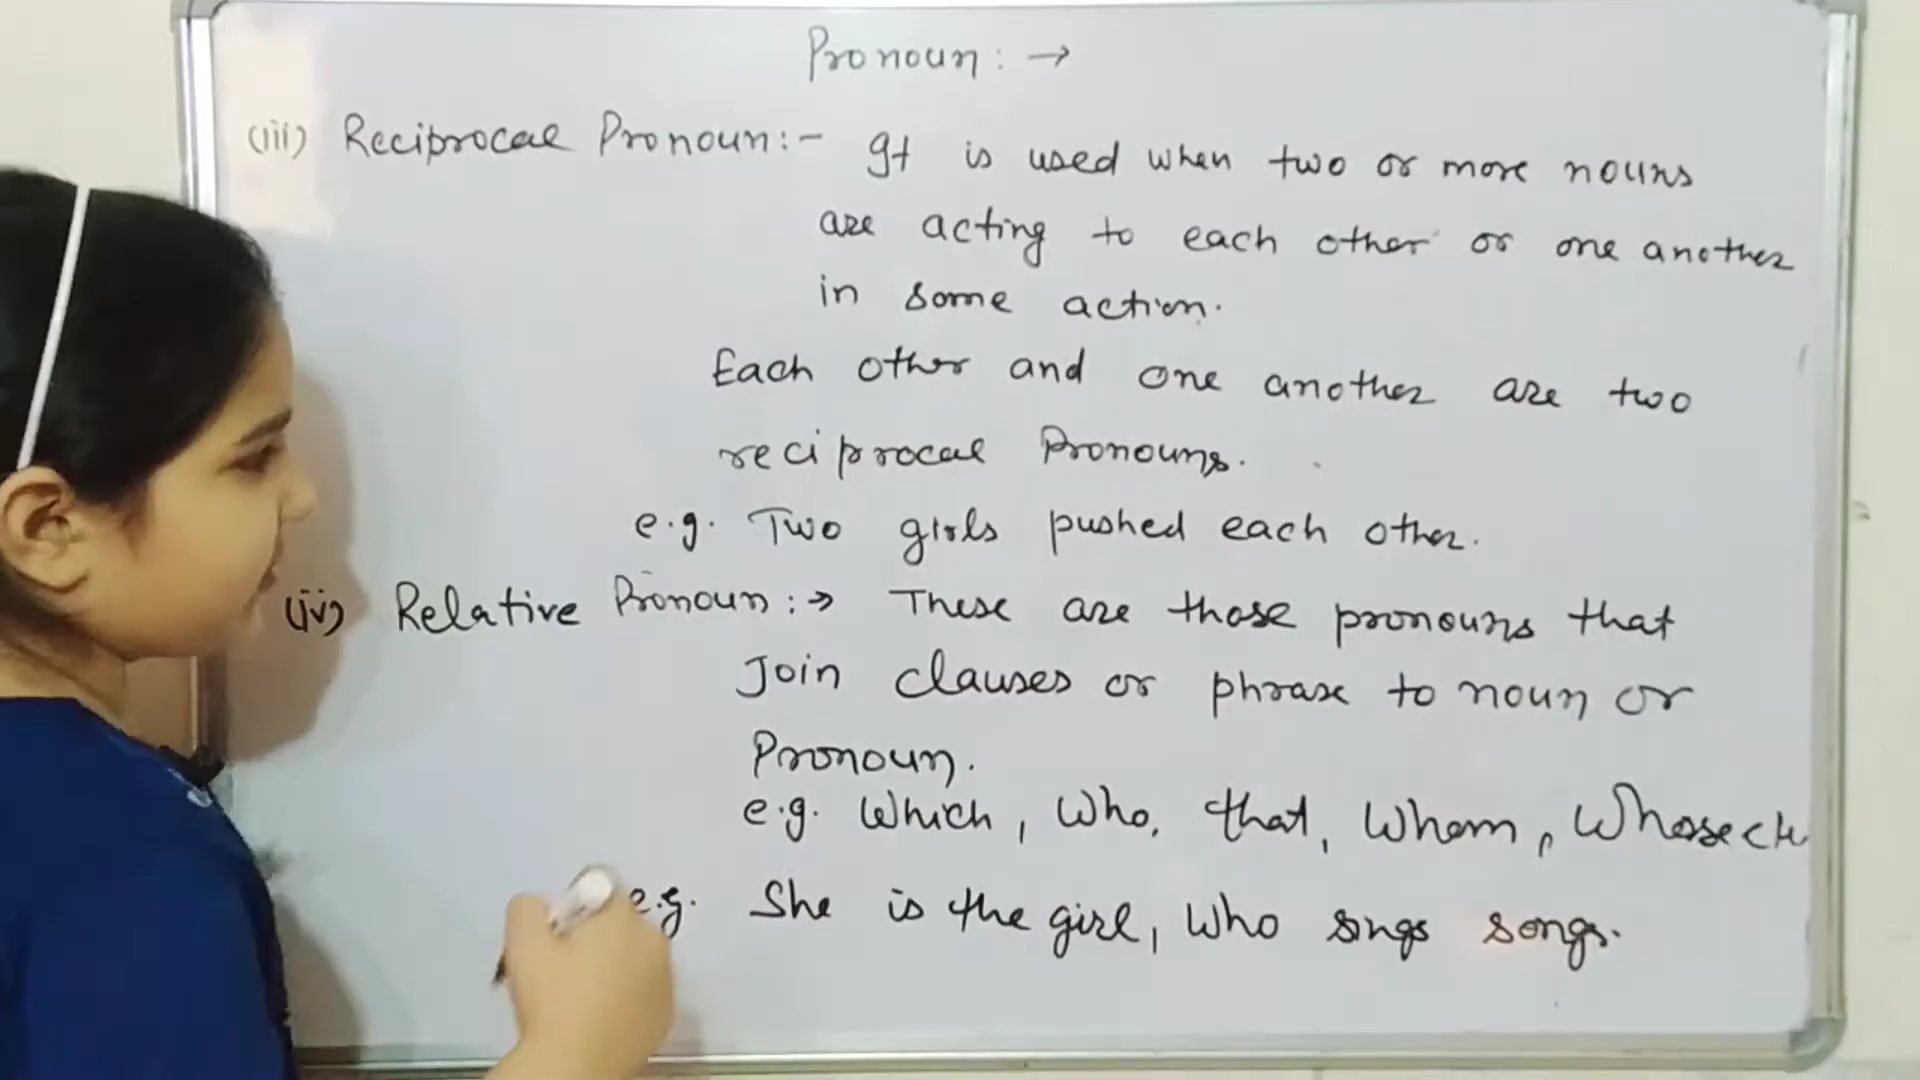 Pronoun: →
(iii) Reciprocal Pronoun:- It is used when two or more nouns
are acting to each other or one another
in some action.
Each other and one another are two
reciprocal Pronouns.
e.g. Two girls pushed each other.
(iv) Relative Pronoun: → These are those pronouns that
Join clauses or phrase to noun or
Pronoun.
e.g. Which, Who, that, Whom, Whose etc
e.g. She is the girl, Who sings songs.